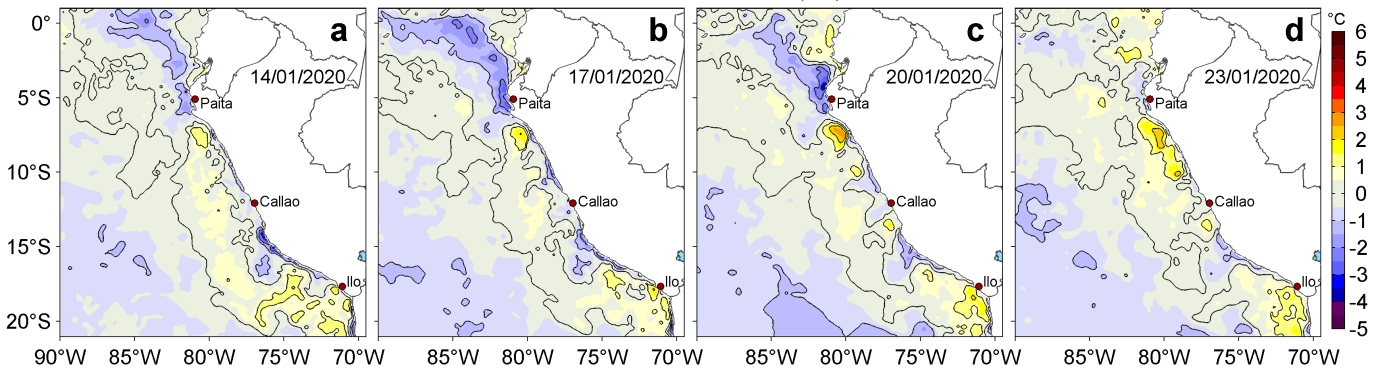 a
b
c
d
°C
14/01/2020
17/01/2020
20/01/2020
23/01/2020
Paita
Paita
Paita
Paita
Callao
Callao
Callao
Callao
Ilo
Ilo
Ilo
Ilo
0°
5°S
10°S
15°S
20°S
90°W 85°W 80°W 75°W 70°W
85°W 80°W 75°W 70°W
85°W 80°W 75°W 70°W
85°W 80°W 75°W 70°W
6
5
4
3
2
1
0
-1
-2
-3
-4
-5